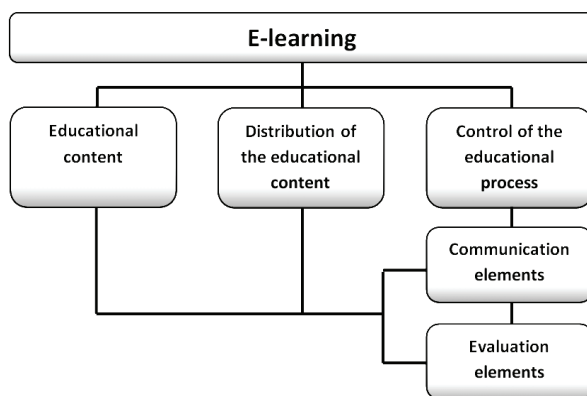 E-learning
Educational
content
Distribution of
the educational
content
Control of the
educational
process
Communication
elements
Evaluation
elements